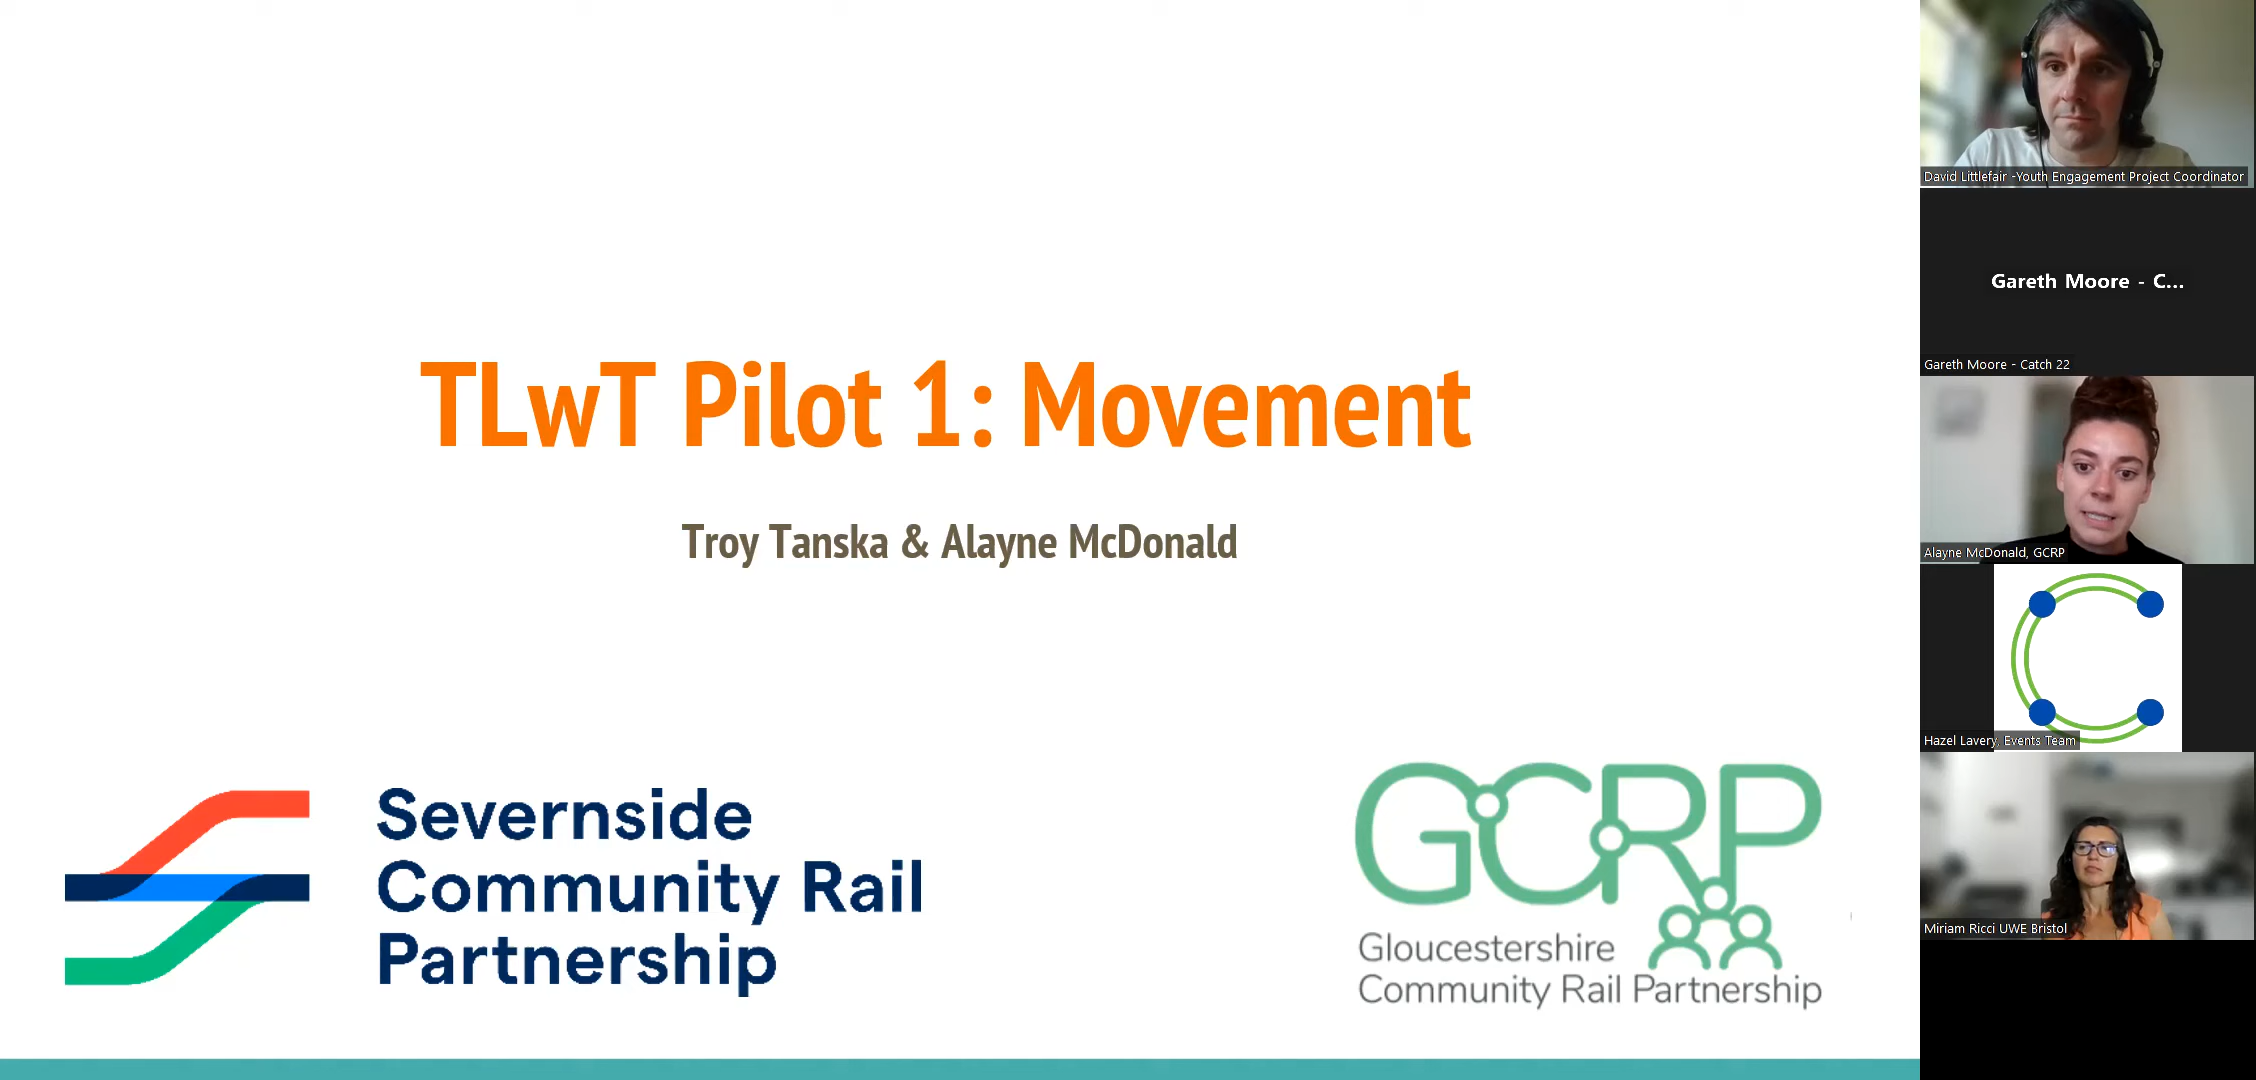 TLwT Pilot 1: Movement
Troy Tanska & Alayne McDonald
Severnside
Community Rail
Partnership
GCRP
Gloucestershire
Community Rail Partnership
David Littlefair -Youth Engagement Project Coordinator
Gareth Moore - C...
Gareth Moore - Catch 22
Alayne McDonald, GCRP
Hazel Lavery, Events Team
Miriam Ricci UWE Bristol